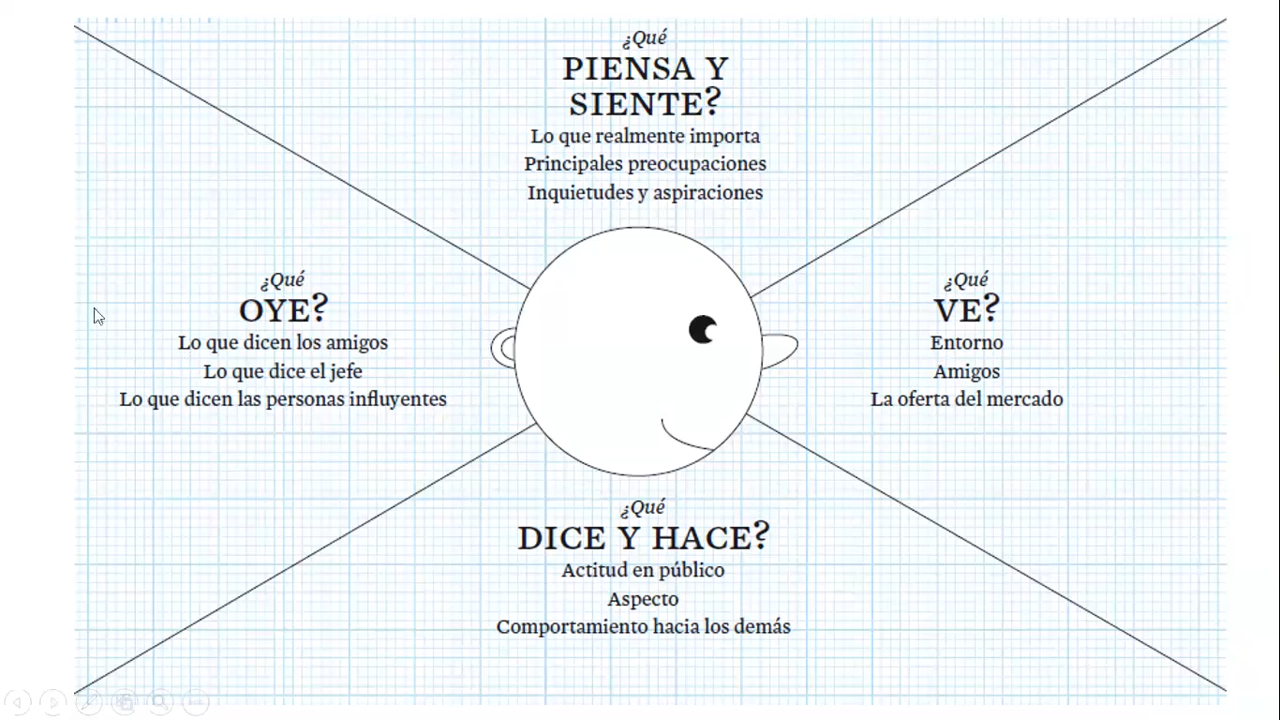 ¿Qué
PIENSA Y
SIENTE?
Lo que realmente importa
Principales preocupaciones
Inquietudes y aspiraciones
¿Qué
OYE?
Lo que dicen los amigos
Lo que dice el jefe
Lo que dicen las personas influyentes
¿Qué
VE?
Entorno
Amigos
La oferta del mercado
¿Qué
DICE Y HACE?
Actitud en público
Aspecto
Comportamiento hacia los demás